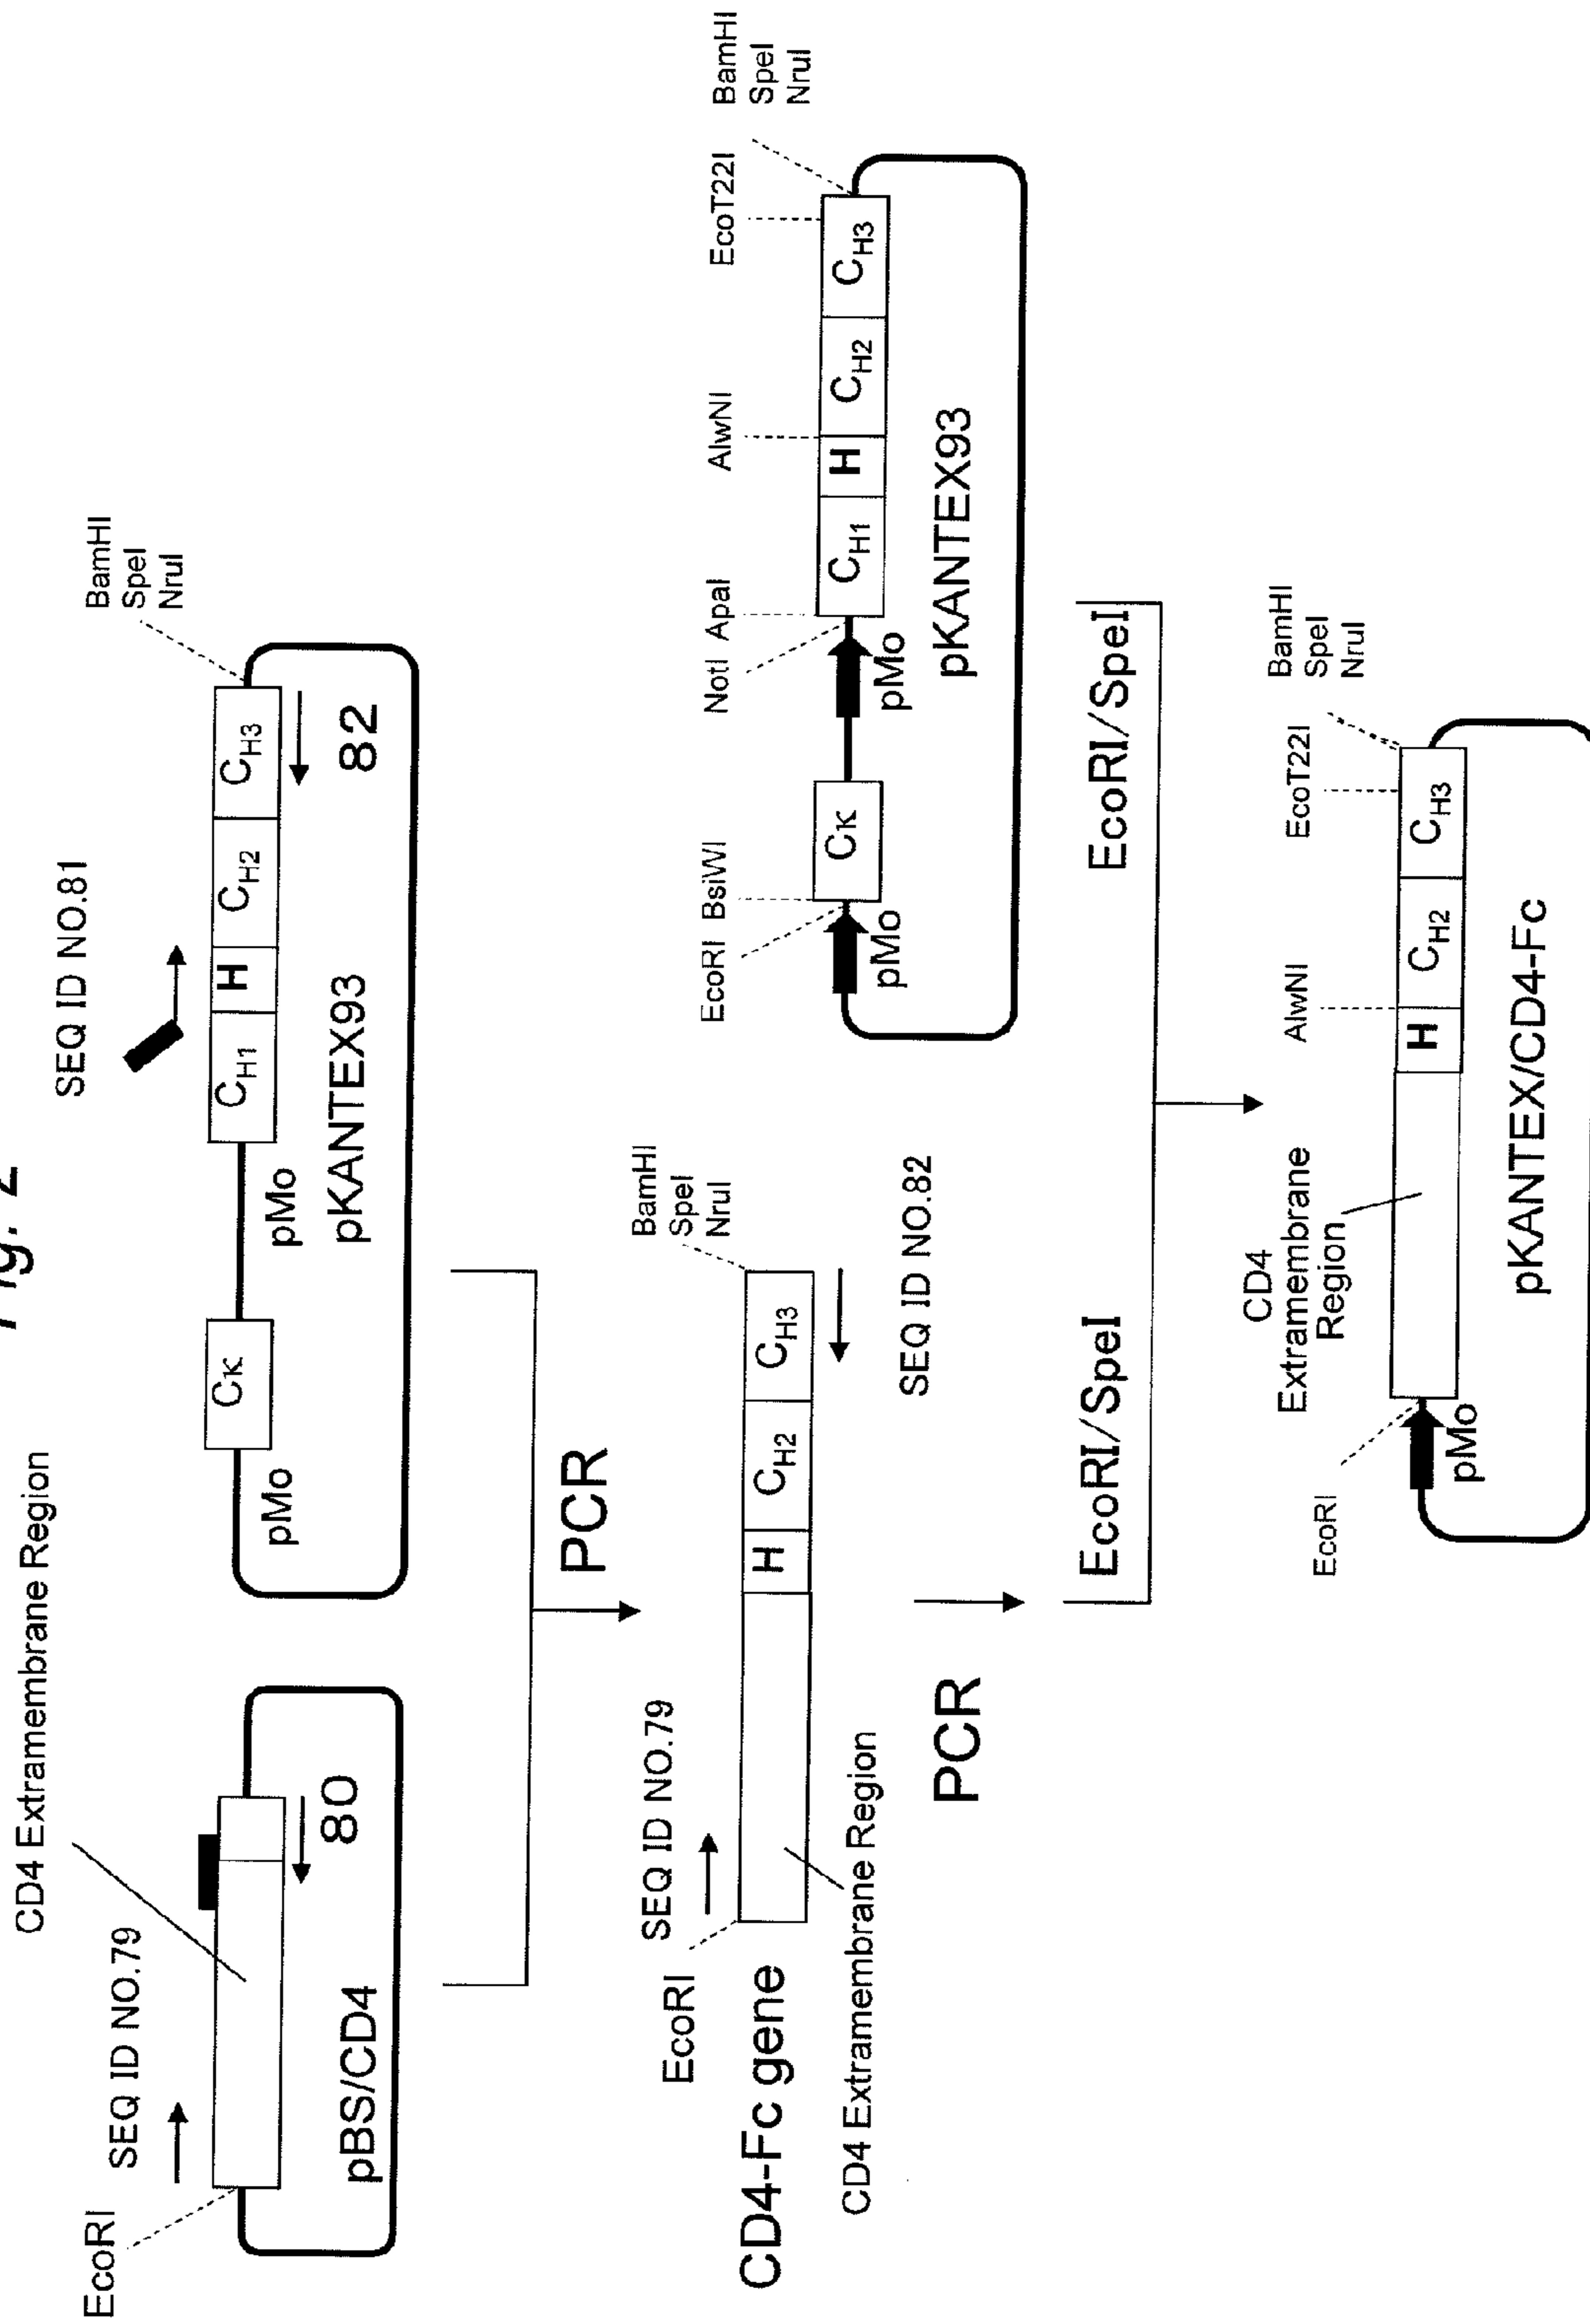 Fig. 2
CD4 Extramembrane Region
SEQ ID NO.79
EcoRI
80
pBS/CD4
SEQ ID NO.81
BamHI
SpeI
NruI
Cκ
CH1
H
CH2
CH3
pMo
pMo
82
pKANTEX93
PCR
EcoRI
SEQ ID NO.79
BamHI
SpeI
NruI
H
CH2
CH3
CD4-Fc gene
CD4 Extramembrane Region
SEQ ID NO.82
EcoRI
BsiWI
NotI
ApaI
AlwNI
EcoT22I
BamHI
SpeI
NruI
Cκ
CH1
H
CH2
CH3
pMo
pMo
pKANTEX93
PCR
EcoRI/SpeI
EcoRI/SpeI
EcoRI
CD4
Extramembrane
Region
AlwNI
EcoT22I
BamHI
SpeI
NruI
H
CH2
CH3
pMo
pKANTEX/CD4-Fc